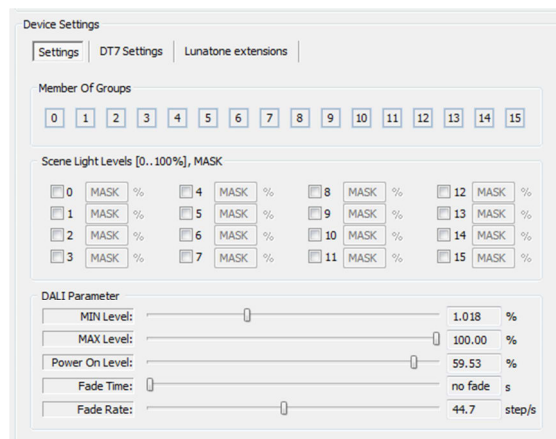 Device Settings
Settings DT7 Settings Lunatone extensions
Member Of Groups
0 1 2 3 4 5 6 7 8 9 10 11 12 13 14 15
Scene Light Levels [0..100%], MASK
0 MASK % 4 MASK % 8 MASK % 12 MASK %
1 MASK % 5 MASK % 9 MASK % 13 MASK %
2 MASK % 6 MASK % 10 MASK % 14 MASK %
3 MASK % 7 MASK % 11 MASK % 15 MASK %
DALI Parameter
MIN Level: 1.018 %
MAX Level: 100.00 %
Power On Level: 59.53 %
Fade Time: no fade s
Fade Rate: 44.7 step/s